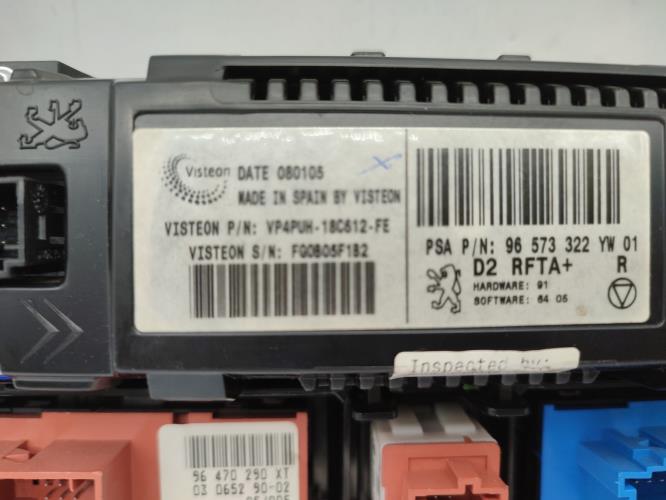 Visteon DATE 080105
MADE IN SPAIN BY VISTEON
VISTEON P/N: VP4PUH-18C612-FE
VISTEON S/N: FG0B05F1B2
PSA P/N: 96 573 322 YW 01
D2 RFTA+ R
HARDWARE: 91
SOFTWARE: 64 05
Inspected by:
96 470 290 XT
03 0652 90-02